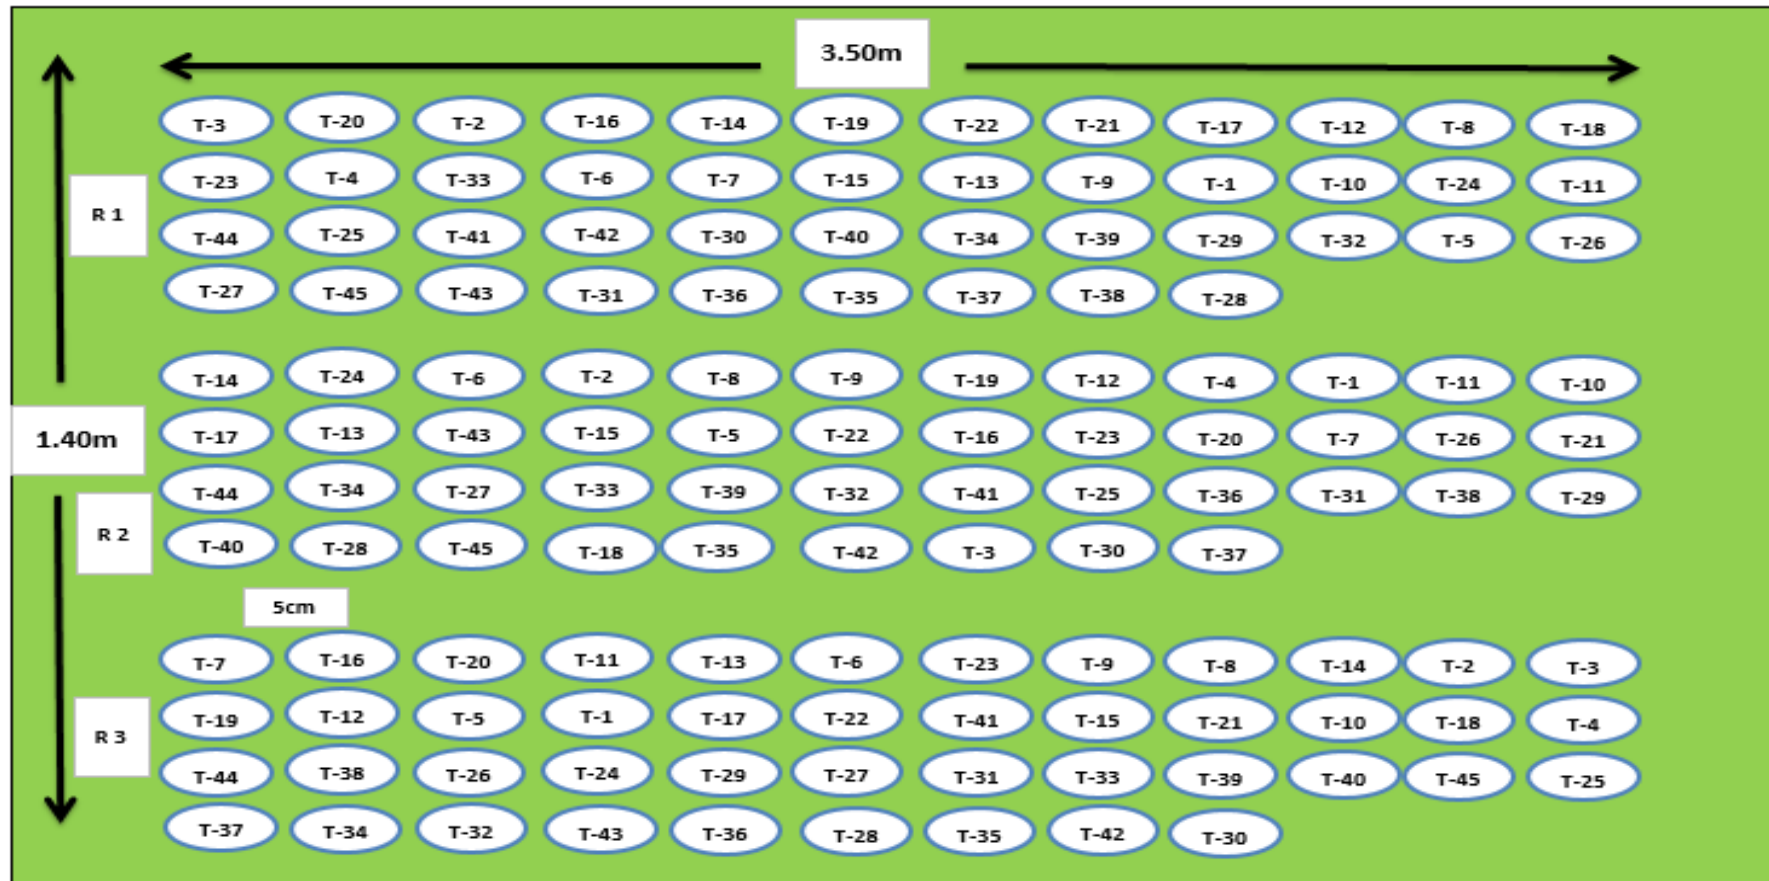 3.50m
T-3 T-20 T-2 T-16 T-14 T-19 T-22 T-21 T-17 T-12 T-8 T-18
T-23 T-4 T-33 T-6 T-7 T-15 T-13 T-9 T-1 T-10 T-24 T-11
R 1
T-44 T-25 T-41 T-42 T-30 T-40 T-34 T-39 T-29 T-32 T-5 T-26
T-27 T-45 T-43 T-31 T-36 T-35 T-37 T-38 T-28
T-14 T-24 T-6 T-2 T-8 T-9 T-19 T-12 T-4 T-1 T-11 T-10
1.40m
T-17 T-13 T-43 T-15 T-5 T-22 T-16 T-23 T-20 T-7 T-26 T-21
T-44 T-34 T-27 T-33 T-39 T-32 T-41 T-25 T-36 T-31 T-38 T-29
R 2
T-40 T-28 T-45 T-18 T-35 T-42 T-3 T-30 T-37
5cm
T-7 T-16 T-20 T-11 T-13 T-6 T-23 T-9 T-8 T-14 T-2 T-3
T-19 T-12 T-5 T-1 T-17 T-22 T-41 T-15 T-21 T-10 T-18 T-4
R 3
T-44 T-38 T-26 T-24 T-29 T-27 T-31 T-33 T-39 T-40 T-45 T-25
T-37 T-34 T-32 T-43 T-36 T-28 T-35 T-42 T-30